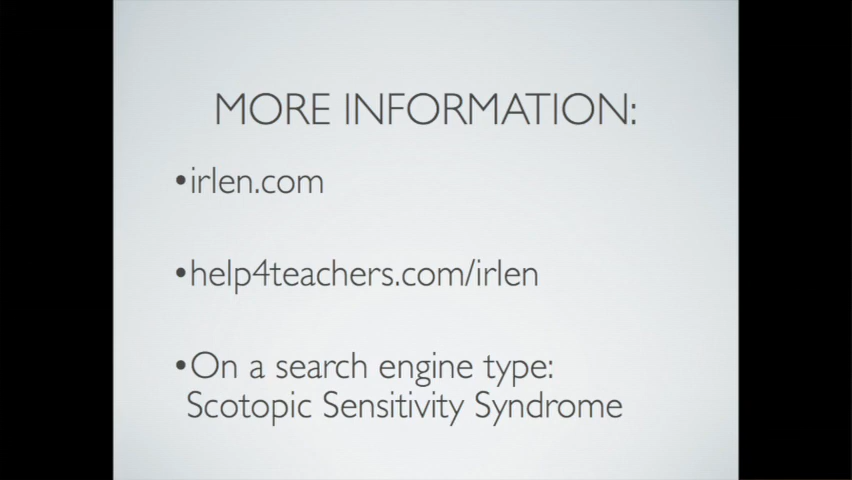 MORE INFORMATION:
•irlen.com
•help4teachers.com/irlen
•On a search engine type:
Scotopic Sensitivity Syndrome